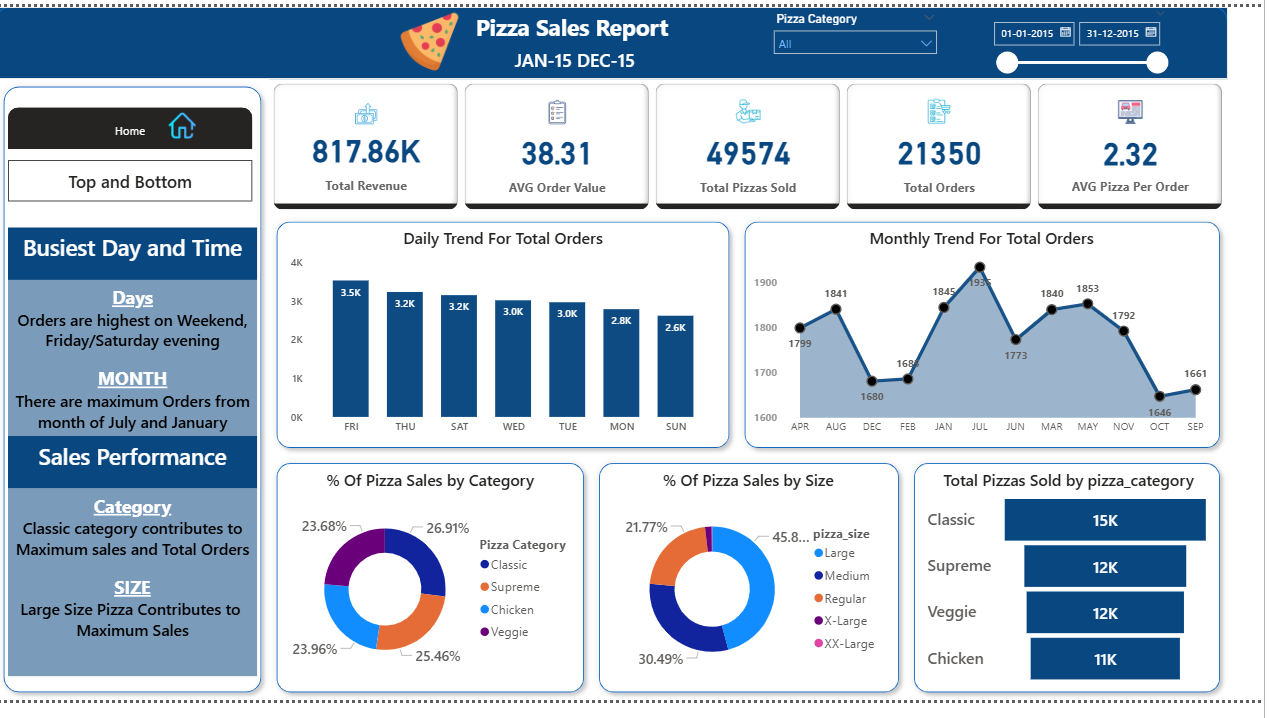 Pizza Sales Report
JAN-15 DEC-15
Pizza Category
All
01-01-2015
31-12-2015
Home
Top and Bottom
Busiest Day and Time
Days
Orders are highest on Weekend,
Friday/Saturday evening
MONTH
There are maximum Orders from
month of July and January
Sales Performance
Category
Classic category contributes to
Maximum sales and Total Orders
SIZE
Large Size Pizza Contributes to
Maximum Sales
817.86K
Total Revenue
38.31
AVG Order Value
49574
Total Pizzas Sold
21350
Total Orders
2.32
AVG Pizza Per Order
Daily Trend For Total Orders
4K
3K
2K
1K
0K
3.5K
3.2K
3.2K
3.0K
3.0K
2.8K
2.6K
FRI
THU
SAT
WED
TUE
MON
SUN
Monthly Trend For Total Orders
1900
1800
1700
1600
1799
1841
1680
1685
1845
1935
1773
1840
1853
1792
1646
1661
APR
AUG
DEC
FEB
JAN
JUL
JUN
MAR
MAY
NOV
OCT
SEP
% Of Pizza Sales by Category
23.68%
26.91%
23.96%
25.46%
Pizza Category
Classic
Supreme
Chicken
Veggie
% Of Pizza Sales by Size
21.77%
45.8...
30.49%
pizza_size
Large
Medium
Regular
X-Large
XX-Large
Total Pizzas Sold by pizza_category
Classic 15K
Supreme 12K
Veggie 12K
Chicken 11K